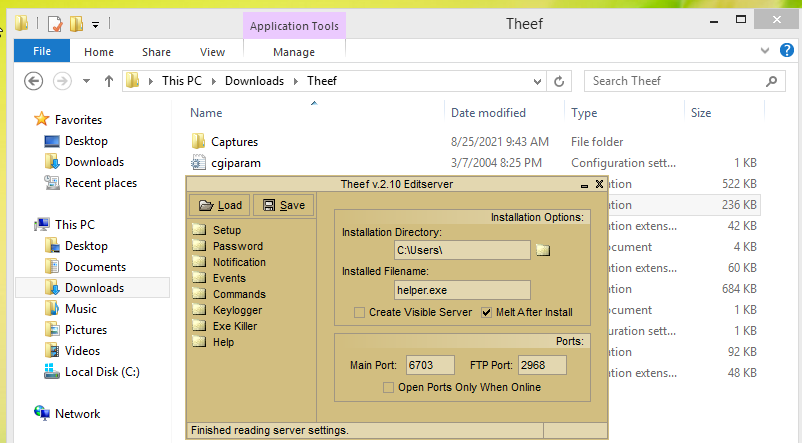 Application Tools
Theef
File
Home
Share
View
Manage
This PC
Downloads
Theef
Search Theef
Favorites
Desktop
Downloads
Recent places
This PC
Desktop
Documents
Downloads
Music
Pictures
Videos
Local Disk (C:)
Network
Name
Date modified
Type
Size
Captures
8/25/2021 9:43 AM
File folder
cgiparam
3/7/2004 8:25 PM
Configuration sett...
1 KB
ation
522 KB
ation
236 KB
ation extens...
42 KB
ocument
4 KB
ation extens...
60 KB
ation
684 KB
ocument
1 KB
uration sett...
1 KB
ation
92 KB
ation extens...
48 KB
Theef v.2.10 Editserver
Load
Save
Setup
Password
Notification
Events
Commands
Keylogger
Exe Killer
Help
Installation Options:
Installation Directory:
C:\Users\
Installed Filename:
helper.exe
Create Visible Server
Melt After Install
Ports:
Main Port:
6703
FTP Port:
2968
Open Ports Only When Online
Finished reading server settings.